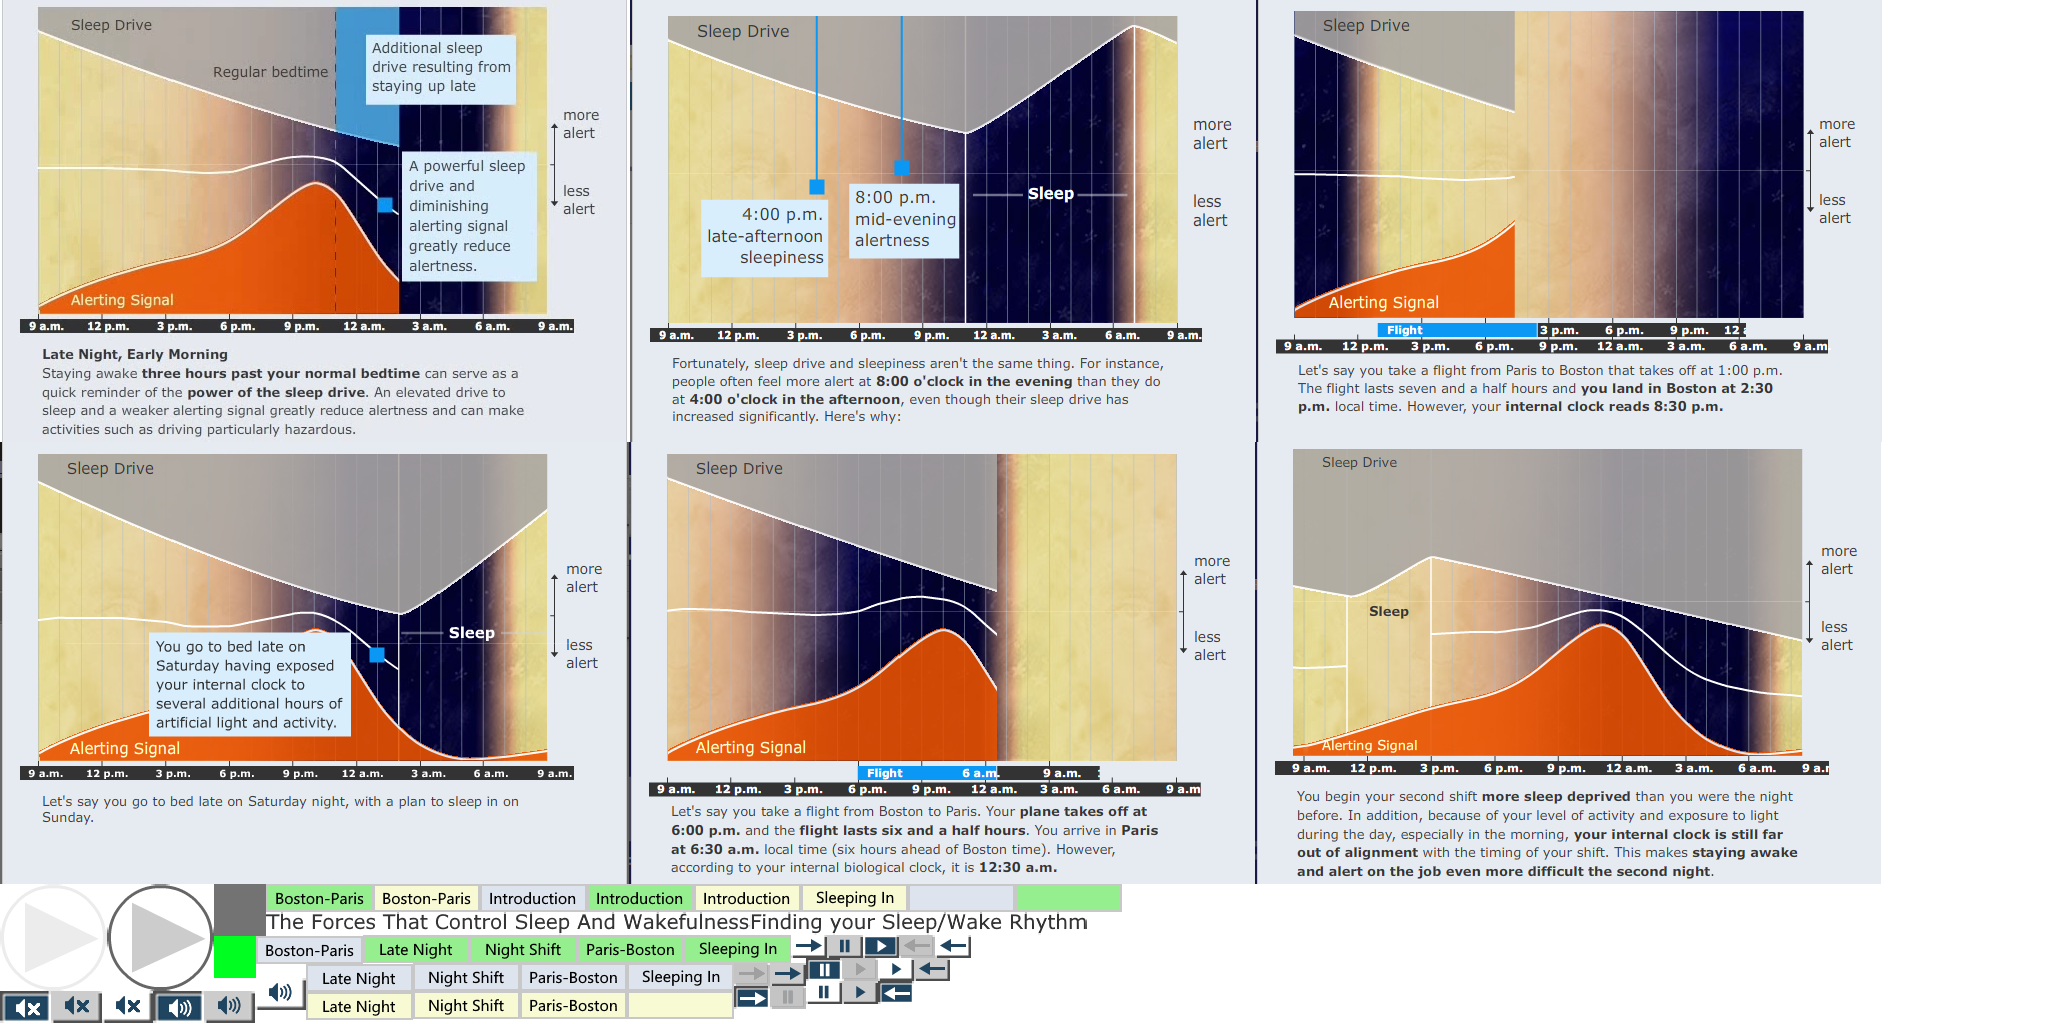 Sleep Drive
Regular bedtime
Additional sleep
drive resulting from
staying up late
more
alert
less
alert
A powerful sleep
drive and
diminishing
alerting signal
greatly reduce
alertness.
Alerting Signal
9 a.m. 12 p.m. 3 p.m. 6 p.m. 9 p.m. 12 a.m. 3 a.m. 6 a.m. 9 a.m.
Late Night, Early Morning
Staying awake three hours past your normal bedtime can serve as a
quick reminder of the power of the sleep drive. An elevated drive to
sleep and a weaker alerting signal greatly reduce alertness and can make
activities such as driving particularly hazardous.
Sleep Drive
4:00 p.m.
late-afternoon
sleepiness
8:00 p.m.
mid-evening
alertness
Sleep
more
alert
less
alert
9 a.m. 12 p.m. 3 p.m. 6 p.m. 9 p.m. 12 a.m. 3 a.m. 6 a.m. 9 a.m.
Fortunately, sleep drive and sleepiness aren't the same thing. For instance,
people often feel more alert at 8:00 o'clock in the evening than they do
at 4:00 o'clock in the afternoon, even though their sleep drive has
increased significantly. Here's why:
Sleep Drive
more
alert
less
alert
Alerting Signal
Flight 3 p.m. 6 p.m. 9 p.m. 12 a
9 a.m. 12 p.m. 3 p.m. 6 p.m. 9 p.m. 12 a.m. 3 a.m. 6 a.m. 9 a.m
Let's say you take a flight from Paris to Boston that takes off at 1:00 p.m.
The flight lasts seven and a half hours and you land in Boston at 2:30
p.m. local time. However, your internal clock reads 8:30 p.m.
Sleep Drive
more
alert
less
alert
Sleep
You go to bed late on
Saturday having exposed
your internal clock to
several additional hours of
artificial light and activity.
Alerting Signal
9 a.m. 12 p.m. 3 p.m. 6 p.m. 9 p.m. 12 a.m. 3 a.m. 6 a.m. 9 a.m.
Let's say you go to bed late on Saturday night, with a plan to sleep in on
Sunday.
Sleep Drive
more
alert
less
alert
Alerting Signal
Flight 6 a.m. 9 a.m.
9 a.m. 12 p.m. 3 p.m. 6 p.m. 9 p.m. 12 a.m. 3 a.m. 6 a.m. 9 a.m
Let's say you take a flight from Boston to Paris. Your plane takes off at
6:00 p.m. and the flight lasts six and a half hours. You arrive in Paris
at 6:30 a.m. local time (six hours ahead of Boston time). However,
according to your internal biological clock, it is 12:30 a.m.
Sleep Drive
Sleep
more
alert
less
alert
Alerting Signal
9 a.m. 12 p.m. 3 p.m. 6 p.m. 9 p.m. 12 a.m. 3 a.m. 6 a.m. 9 a.r
You begin your second shift more sleep deprived than you were the night
before. In addition, because of your level of activity and exposure to light
during the day, especially in the morning, your internal clock is still far
out of alignment with the timing of your shift. This makes staying awake
and alert on the job even more difficult the second night.
Boston-Paris Boston-Paris Introduction Introduction Introduction Sleeping In
The Forces That Control Sleep And WakefulnessFinding your Sleep/Wake Rhythm
Boston-Paris Late Night Night Shift Paris-Boston Sleeping In
Late Night Night Shift Paris-Boston Sleeping In
Late Night Night Shift Paris-Boston